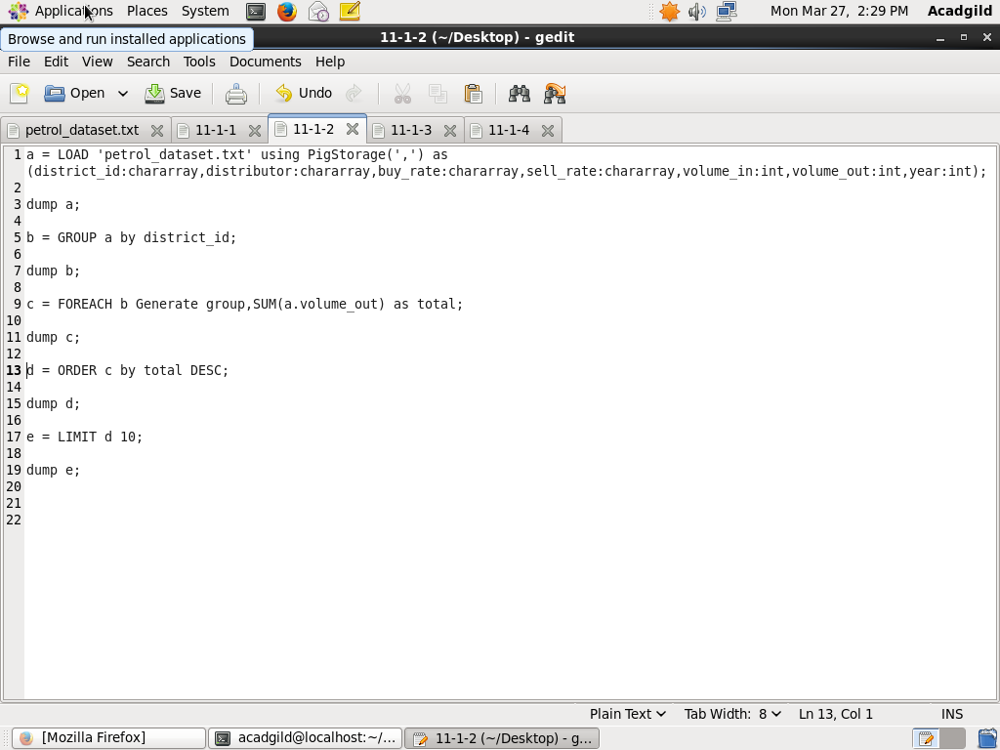 Applications Places System Mon Mar 27, 2:29 PM Acadgild
Browse and run installed applications
11-1-2 (~/Desktop) - gedit
File Edit View Search Tools Documents Help
Open Save Undo
petrol_dataset.txt 11-1-1 11-1-2 11-1-3 11-1-4
1 a = LOAD 'petrol_dataset.txt' using PigStorage(',') as
(district_id:chararray,distributor:chararray,buy_rate:chararray,sell_rate:chararray,volume_in:int,volume_out:int,year:int);
2
3 dump a;
4
5 b = GROUP a by district_id;
6
7 dump b;
8
9 c = FOREACH b Generate group,SUM(a.volume_out) as total;
10
11 dump c;
12
13 d = ORDER c by total DESC;
14
15 dump d;
16
17 e = LIMIT d 10;
18
19 dump e;
20
21
22
Plain Text Tab Width: 8 Ln 13, Col 1 INS
[Mozilla Firefox] acadgild@localhost:~/... 11-1-2 (~/Desktop) - g...